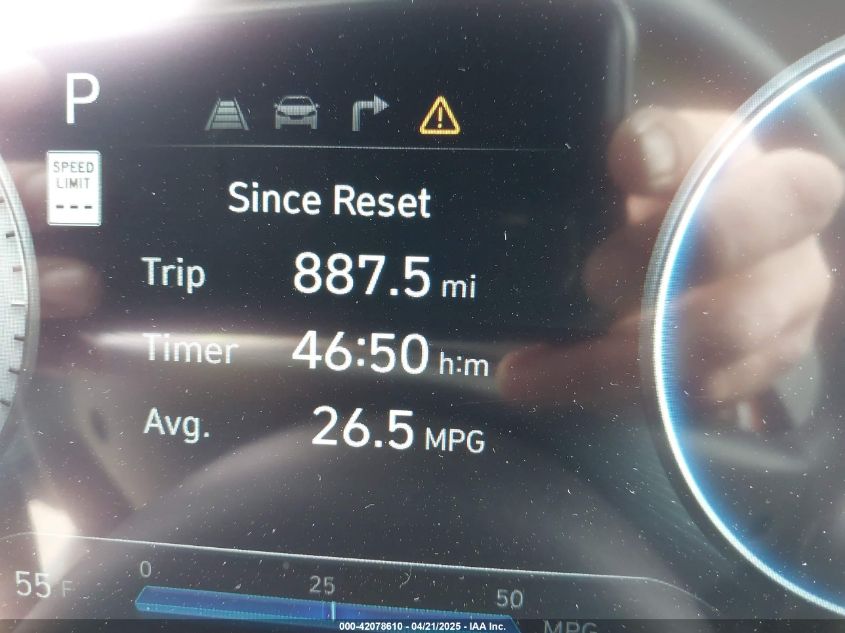 P
SPEED
LIMIT
---
Since Reset
Trip 887.5 mi
Timer 46:50 h:m
Avg. 26.5 MPG
55 F
0 25 50
MPG
000-42078610 - 04/21/2025 - IAA Inc.